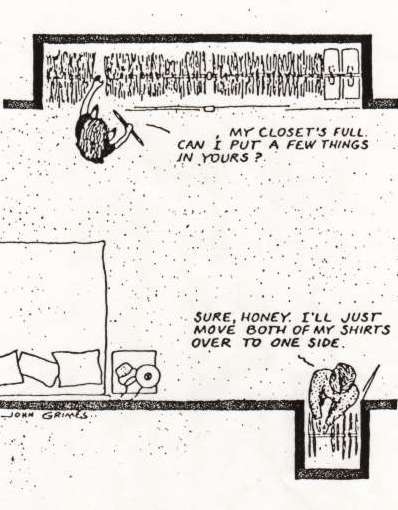 MY CLOSET'S FULL.
CAN I PUT A FEW THINGS
IN YOURS?
SURE, HONEY. I'LL JUST
MOVE BOTH OF MY SHIRTS
OVER TO ONE SIDE.
JOHN GRIMES